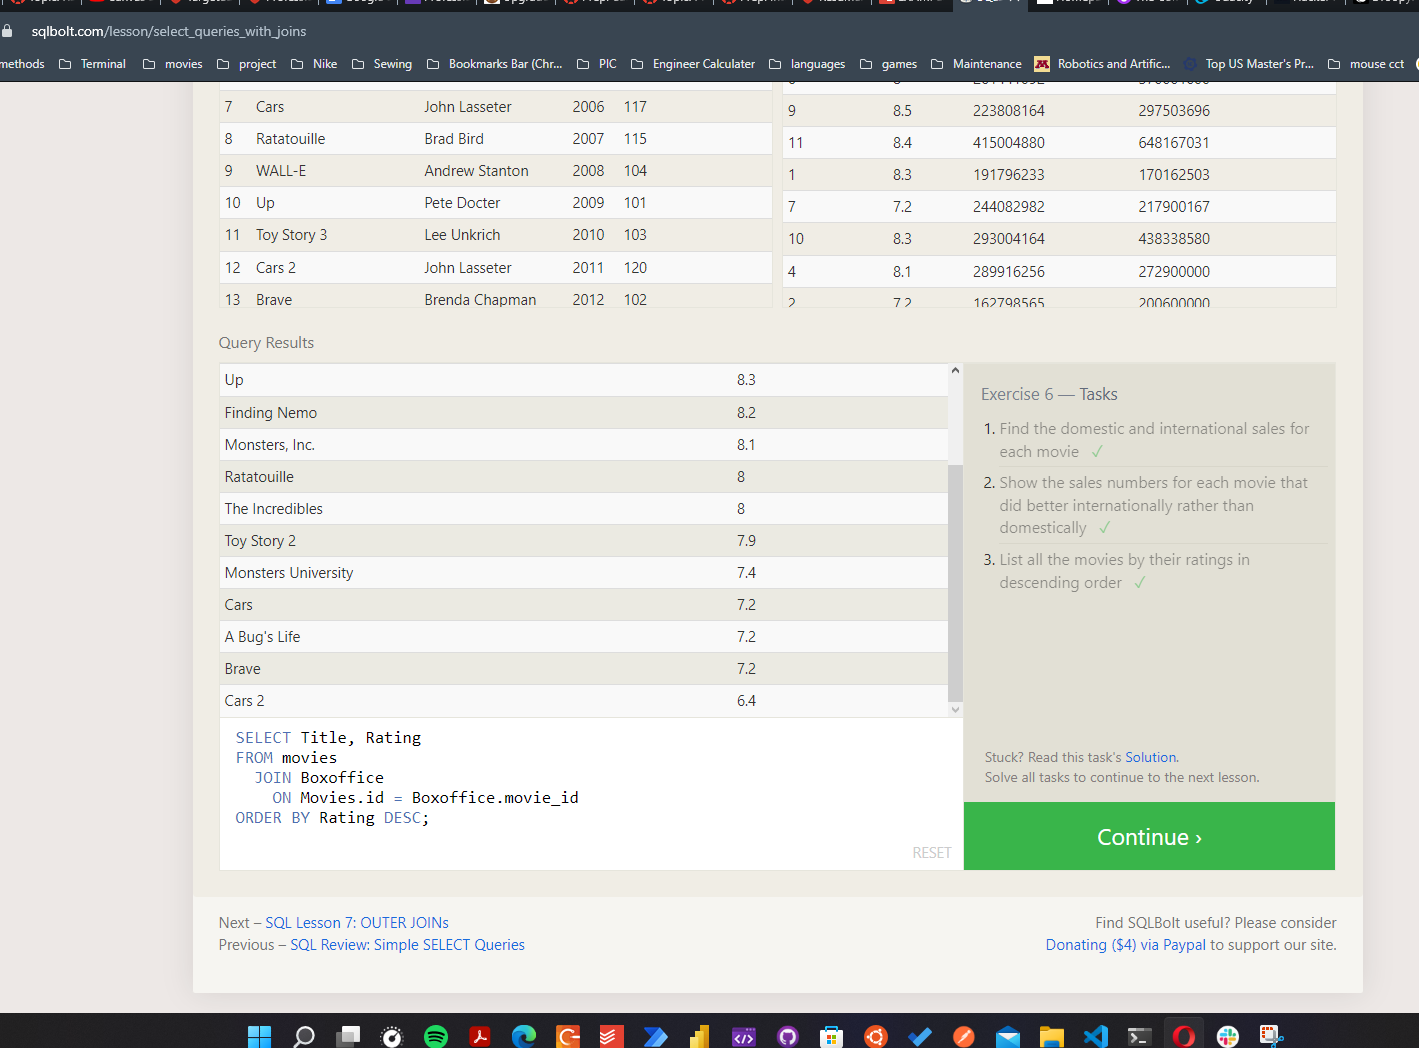 sqlbolt.com/lesson/select_queries_with_joins
methods Terminal movies project Nike Sewing Bookmarks Bar (Chr... PIC Engineer Calculater languages games Maintenance Robotics and Artific... Top US Master's Pr... mouse cct
7 Cars John Lasseter 2006 117
8 Ratatouille Brad Bird 2007 115
9 WALL-E Andrew Stanton 2008 104
10 Up Pete Docter 2009 101
11 Toy Story 3 Lee Unkrich 2010 103
12 Cars 2 John Lasseter 2011 120
13 Brave Brenda Chapman 2012 102
9 8.5 223808164 297503696
11 8.4 415004880 648167031
1 8.3 191796233 170162503
7 7.2 244082982 217900167
10 8.3 293004164 438338580
4 8.1 289916256 272900000
2 7.2 162798565 200600000
Query Results
Up 8.3
Finding Nemo 8.2
Monsters, Inc. 8.1
Ratatouille 8
The Incredibles 8
Toy Story 2 7.9
Monsters University 7.4
Cars 7.2
A Bug's Life 7.2
Brave 7.2
Cars 2 6.4
SELECT Title, Rating
FROM movies
JOIN Boxoffice
ON Movies.id = Boxoffice.movie_id
ORDER BY Rating DESC;
RESET
Exercise 6 — Tasks
1. Find the domestic and international sales for
each movie ✓
2. Show the sales numbers for each movie that
did better internationally rather than
domestically ✓
3. List all the movies by their ratings in
descending order ✓
Stuck? Read this task's Solution.
Solve all tasks to continue to the next lesson.
Continue ›
Next – SQL Lesson 7: OUTER JOINs
Previous – SQL Review: Simple SELECT Queries
Find SQLBolt useful? Please consider
Donating ($4) via Paypal to support our site.